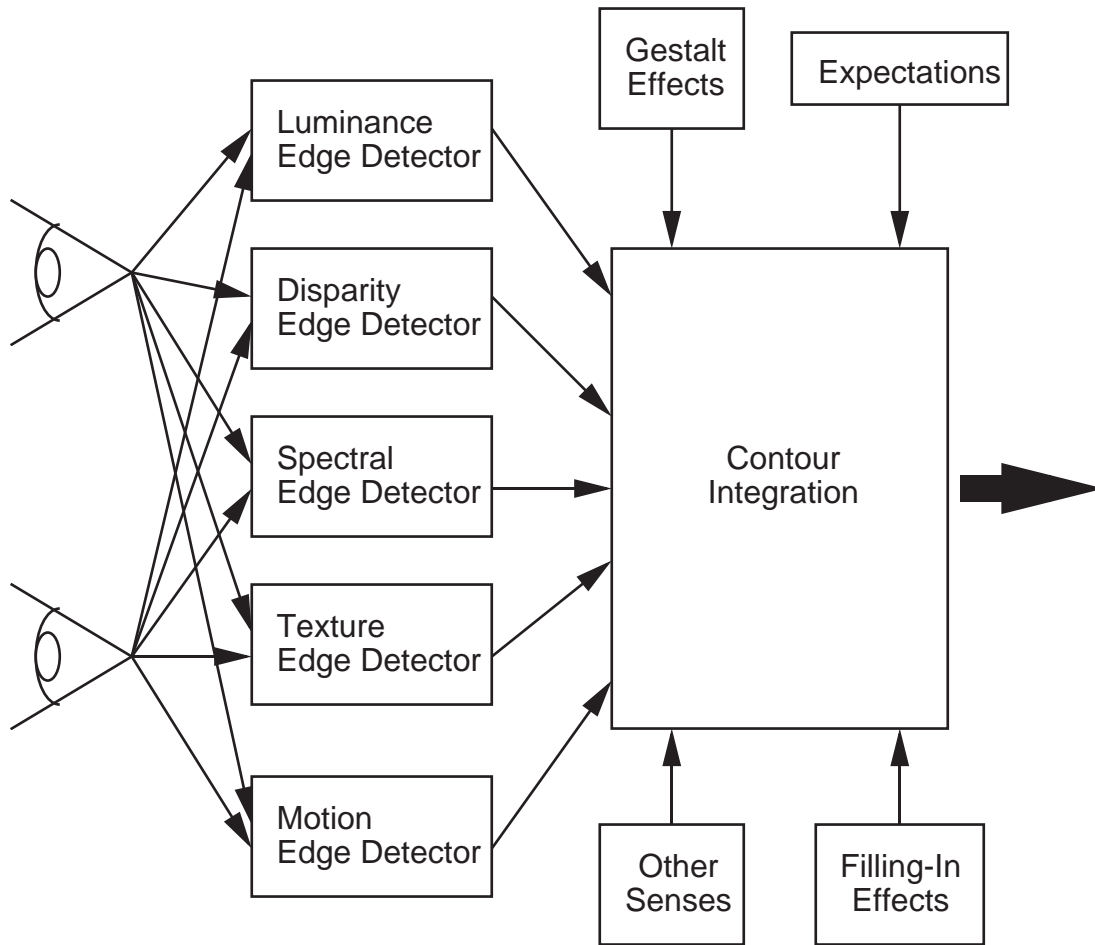 Gestalt
Effects
Expectations
Luminance
Edge Detector
Disparity
Edge Detector
Spectral
Edge Detector
Contour
Integration
Texture
Edge Detector
Motion
Edge Detector
Other
Senses
Filling-In
Effects